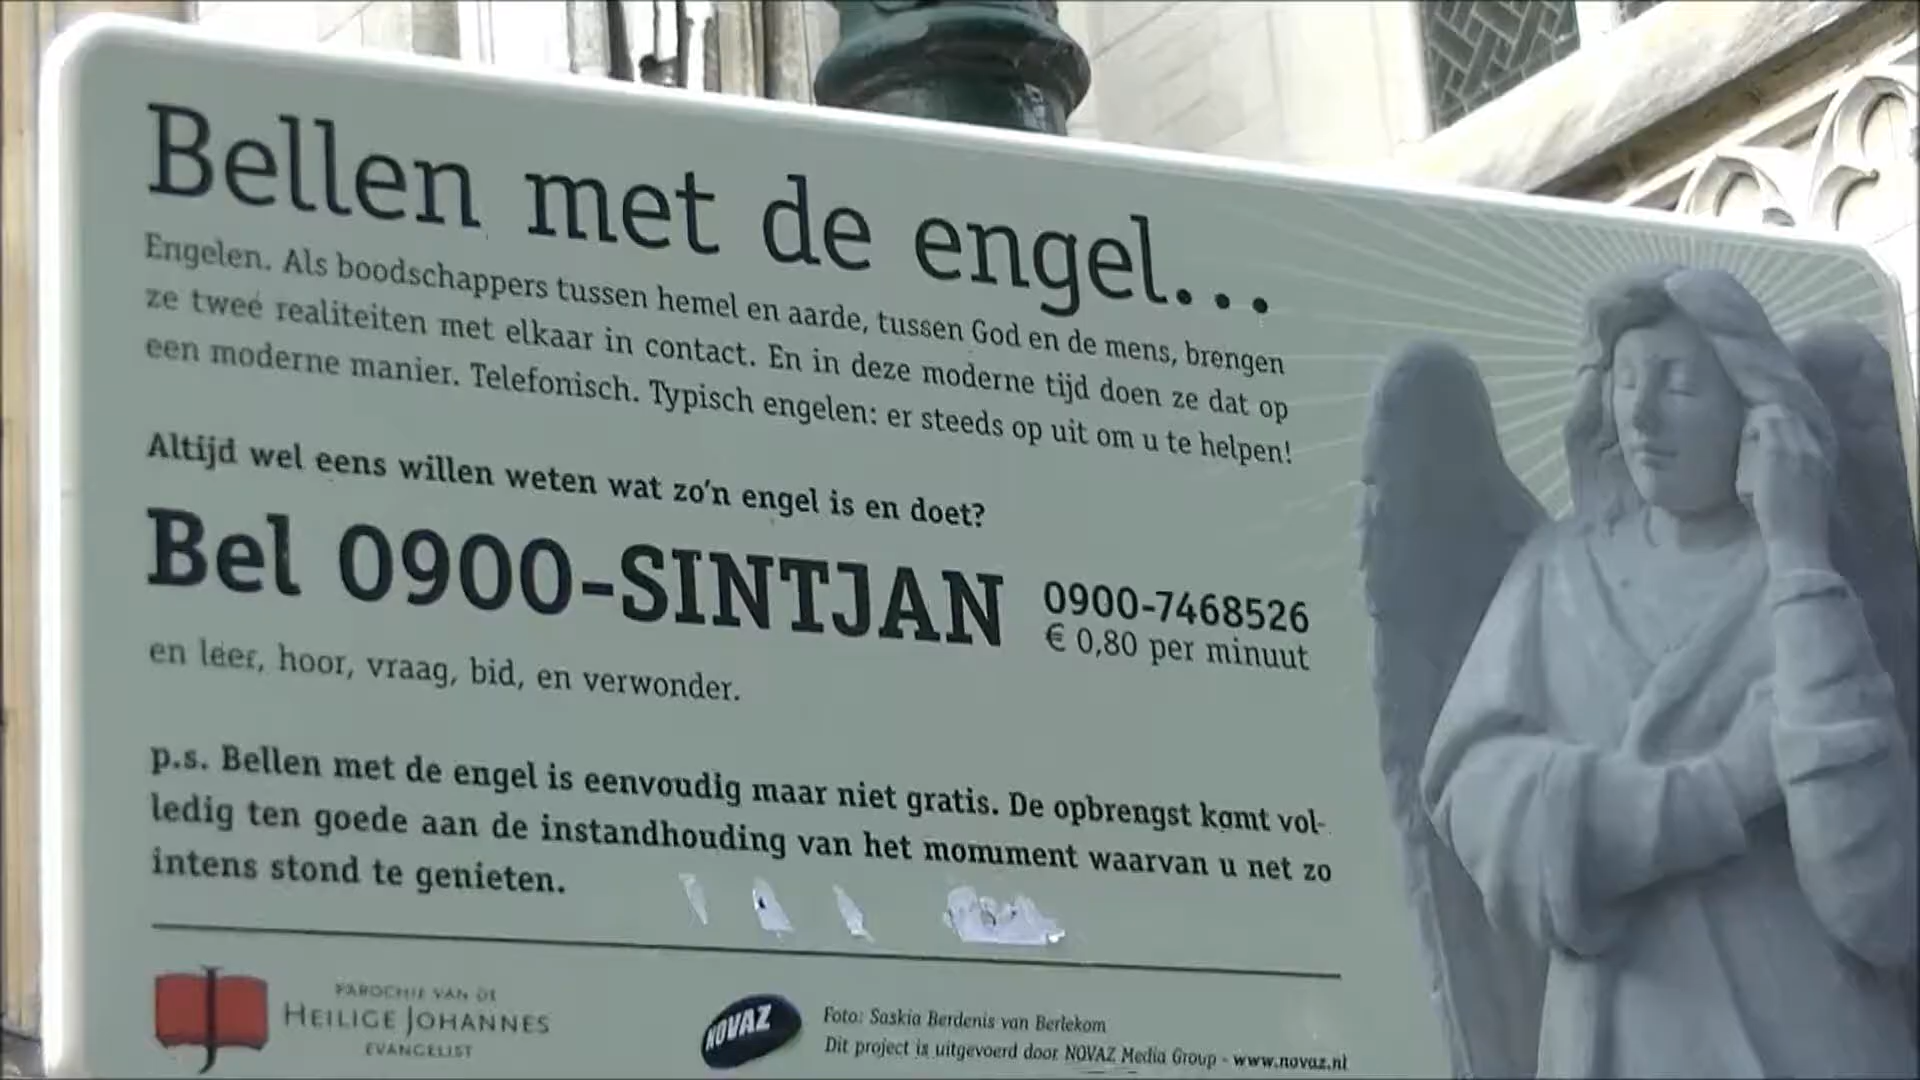 Bellen met de engel...
Engelen. Als boodschappers tussen hemel en aarde, tussen God en de mens, brengen
ze twee realiteiten met elkaar in contact. En in deze moderne tijd doen ze dat op
een moderne manier. Telefonisch. Typisch engelen: er steeds op uit om u te helpen!
Altijd wel eens willen weten wat zo'n engel is en doet?
Bel 0900-SINTJAN
0900-7468526
€ 0,80 per minuut
en leer, hoor, vraag, bid, en verwonder.
p.s. Bellen met de engel is eenvoudig maar niet gratis. De opbrengst komt vol-
ledig ten goede aan de instandhouding van het monument waarvan u net zo
intens stond te genieten.
PAROCHIE VAN DE
HEILIGE JOHANNES
EVANGELIST
NOVAZ
Foto: Saskia Berdenis van Berlekom
Dit project is uitgevoerd door NOVAZ Media Group - www.novaz.nl